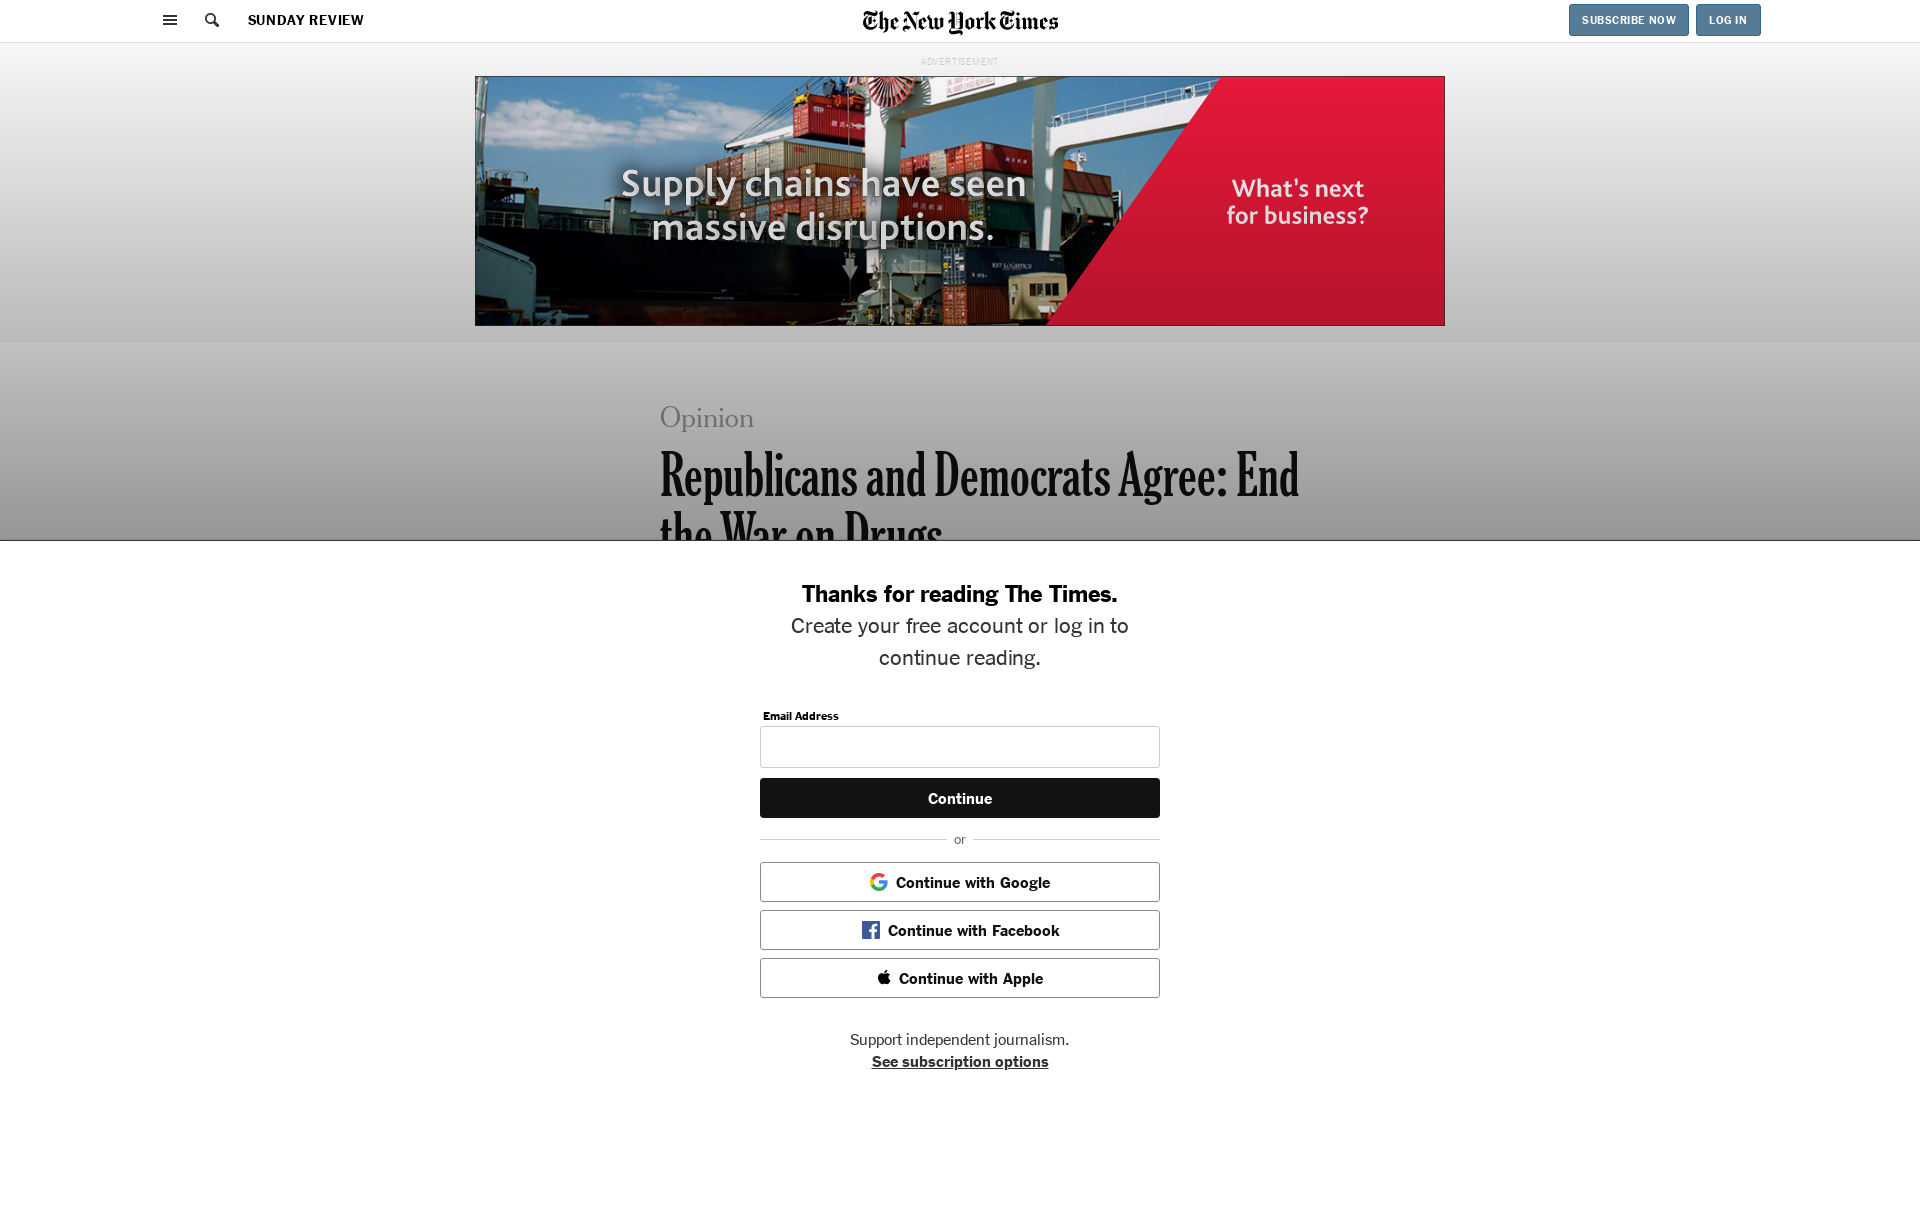 SUNDAY REVIEW
The New York Times
SUBSCRIBE NOW
LOG IN
ADVERTISEMENT
Supply chains have seen
massive disruptions.
What's next
for business?
Opinion
Republicans and Democrats Agree: End
the War on Drugs
Thanks for reading The Times.
Create your free account or log in to
continue reading.
Email Address
Continue
or
Continue with Google
Continue with Facebook
Continue with Apple
Support independent journalism.
See subscription options